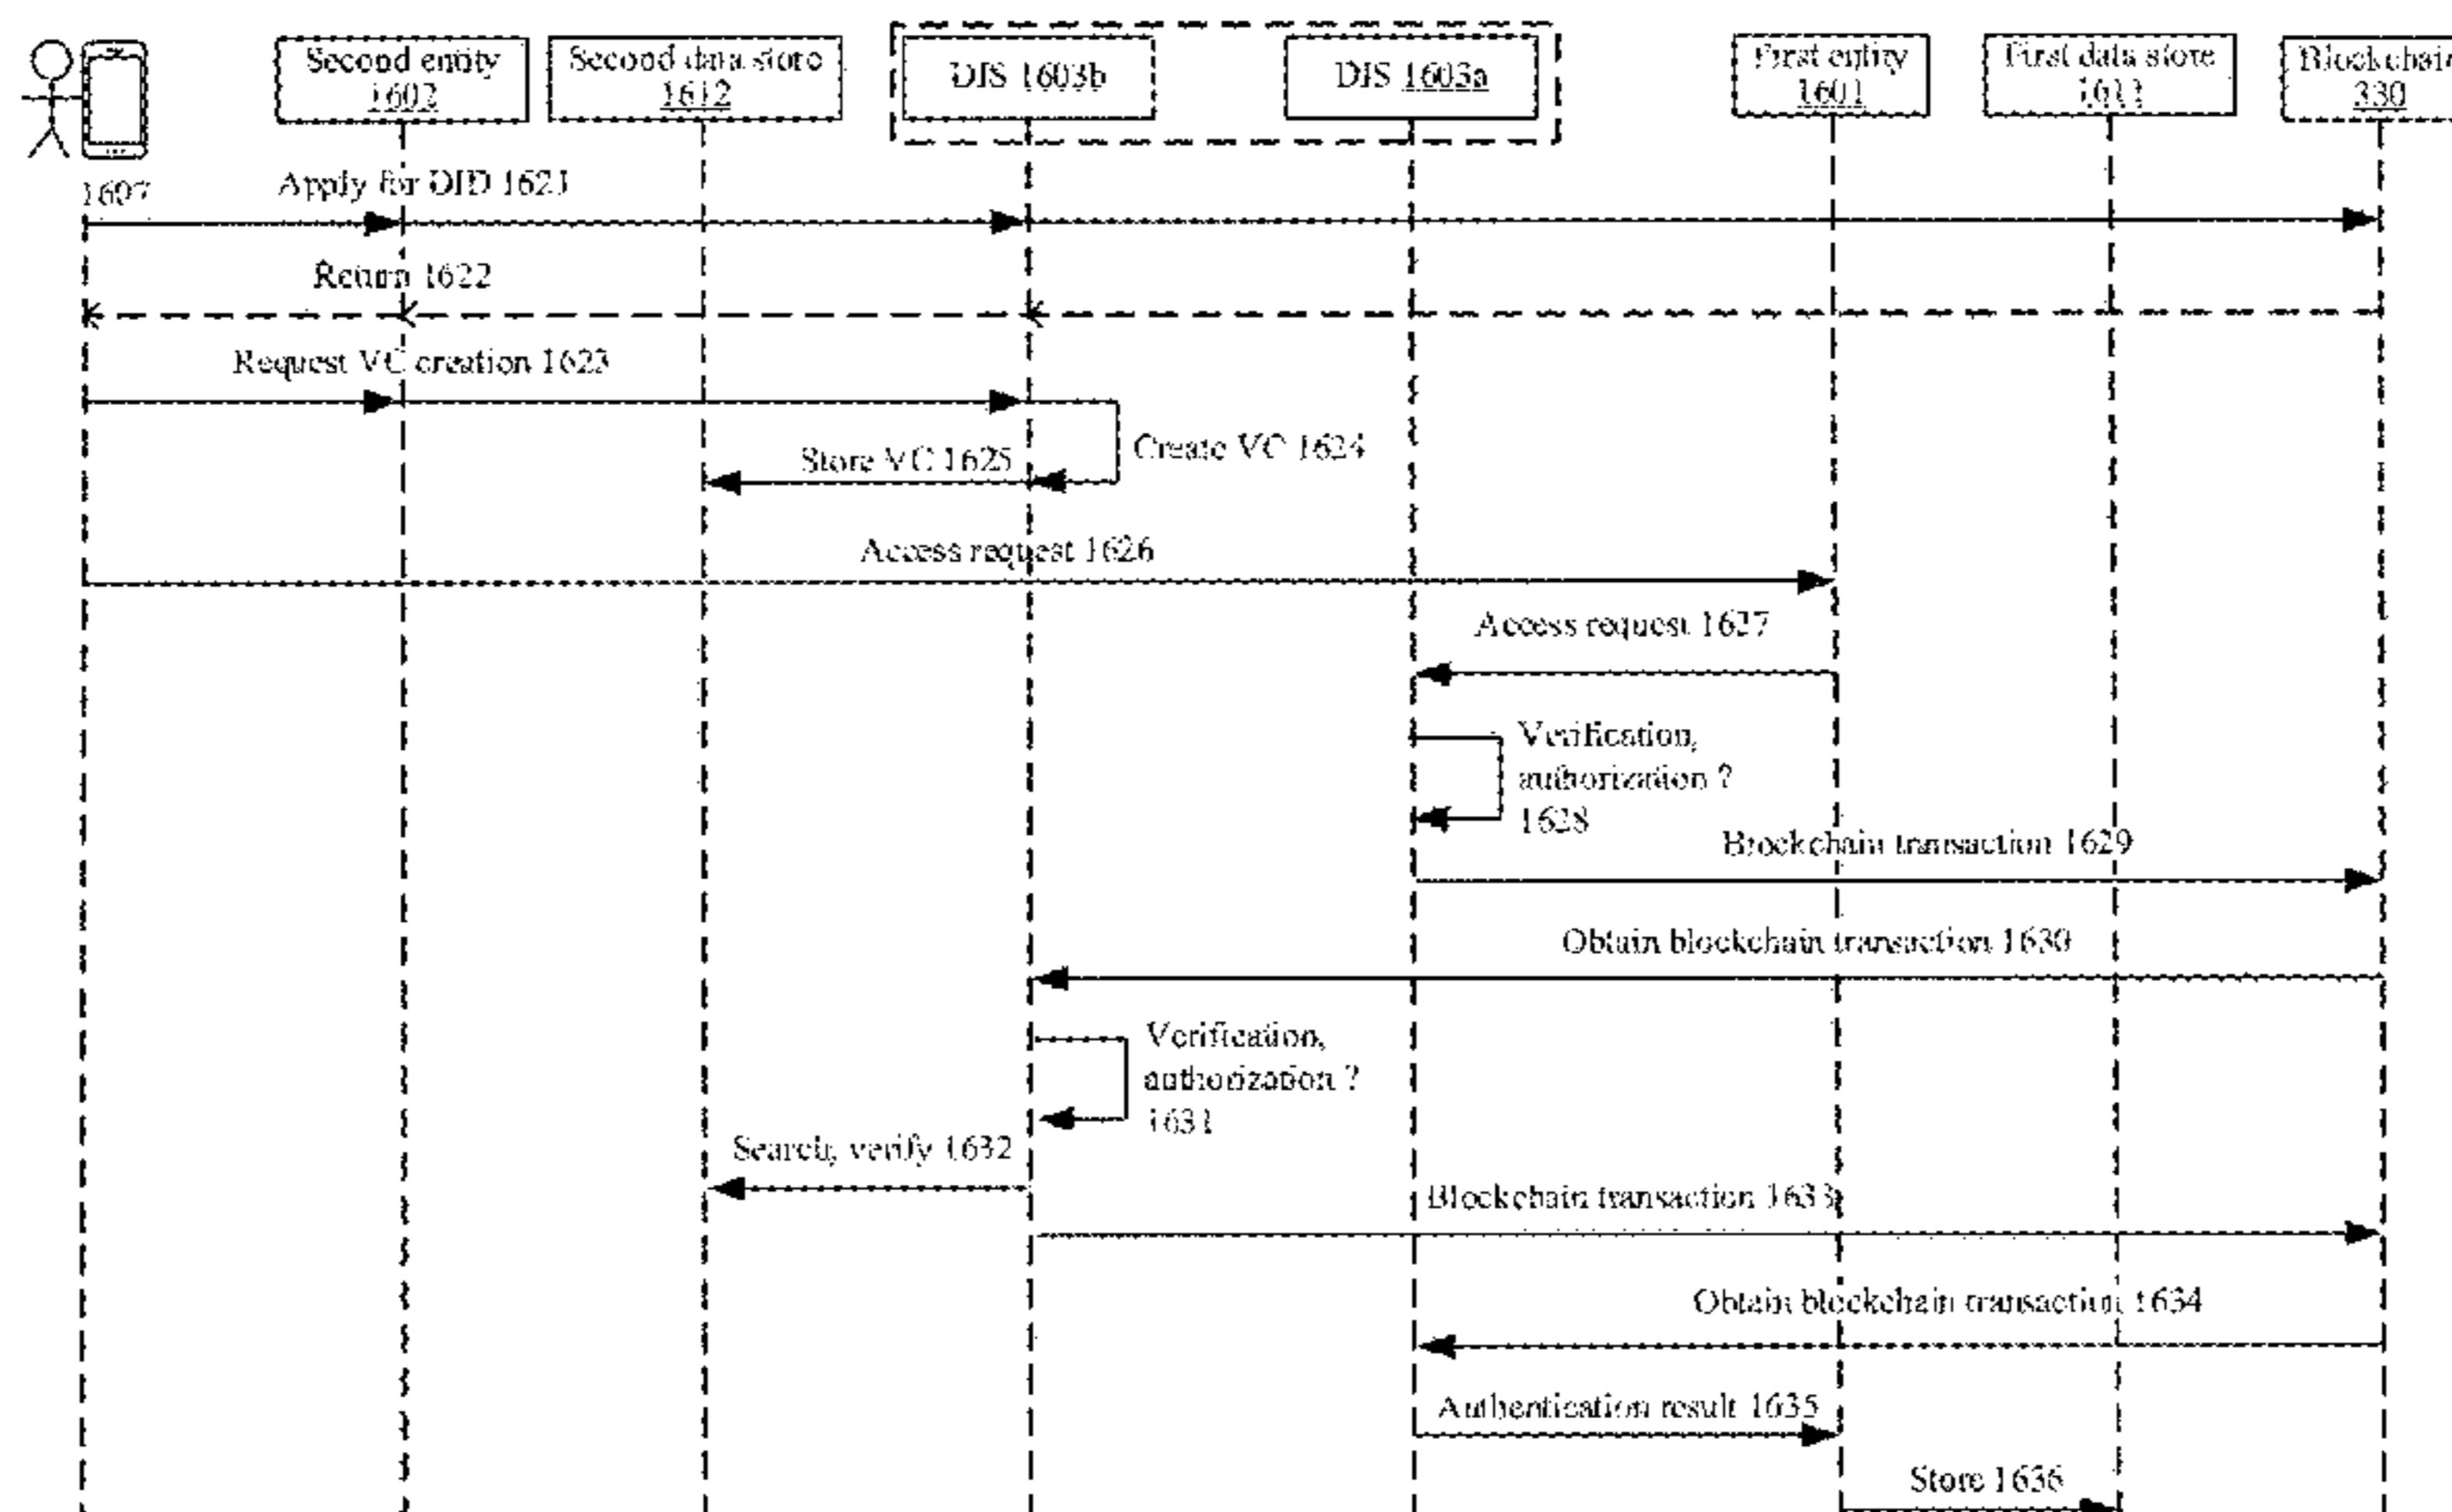 Second entity
1602
Second data store
1612
DIS 1603b
DIS 1603a
First entity
1601
First data store
1611
Blockchain
330
1607
Apply for DID 1621
Return 1622
Request VC creation 1623
Create VC 1624
Store VC 1625
Access request 1626
Access request 1627
Verification,
authorization ?
1628
Blockchain transaction 1629
Obtain blockchain transaction 1630
Verification,
authorization ?
1631
Search, verify 1632
Blockchain transaction 1633
Obtain blockchain transaction 1634
Authentication result 1635
Store 1636